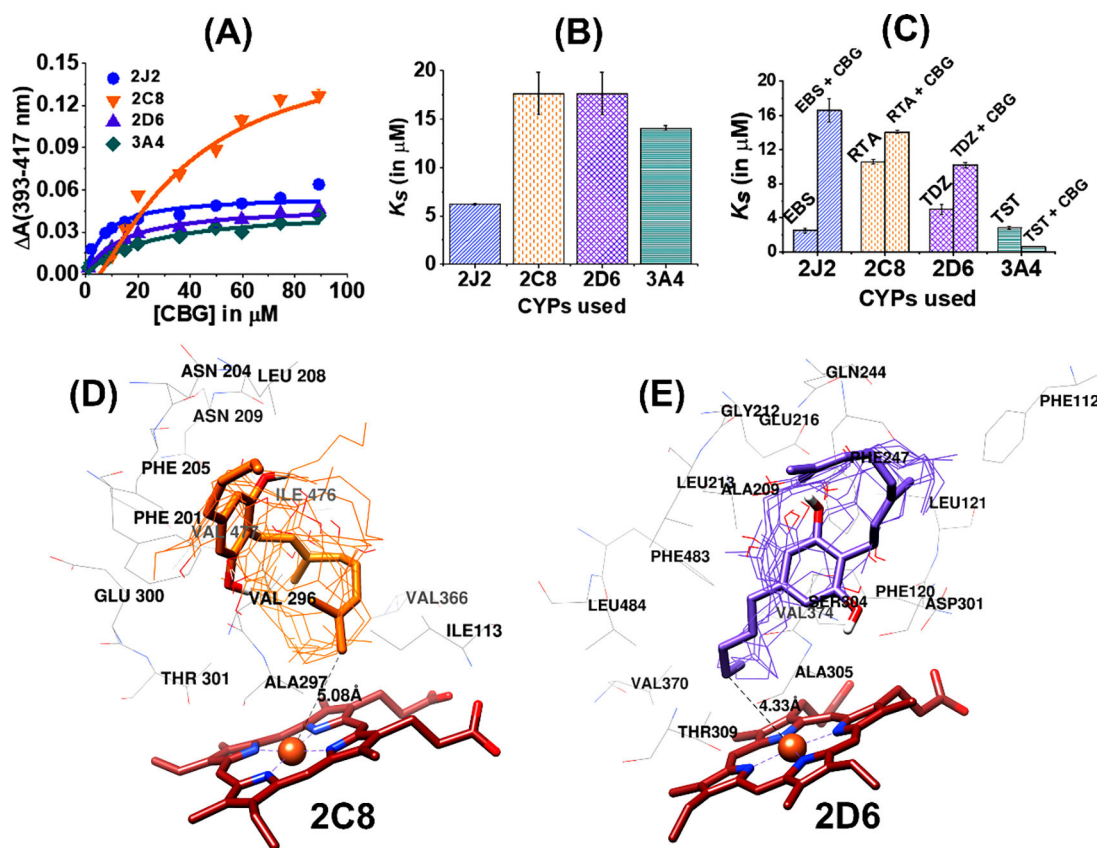 (A)
ΔA(393-417 nm)
0.15
0.12
0.09
0.06
0.03
0.00
2J2
2C8
2D6
3A4
0 20 40 60 80 100
[CBG] in μM
(B)
Ks (in μM)
20
15
10
5
0
2J2 2C8 2D6 3A4
CYPs used
(C)
Ks (in μM)
20
16
12
8
4
0
EBS
EBS + CBG
RTA
RTA + CBG
TDZ
TDZ + CBG
TST
TST + CBG
2J2 2C8 2D6 3A4
CYPs used
(D)
ASN 204
LEU 208
ASN 209
PHE 205
ILE 476
PHE 201
VAL 477
GLU 300
VAL 296
VAL366
ILE113
THR 301
ALA297
5.08Å
2C8
(E)
GLN244
PHE112
GLY212
GLU216
PHE247
LEU213
ALA209
LEU121
PHE483
PHE120
SER304
ASP301
LEU484
VAL374
ALA305
VAL370
4.33Å
THR309
2D6